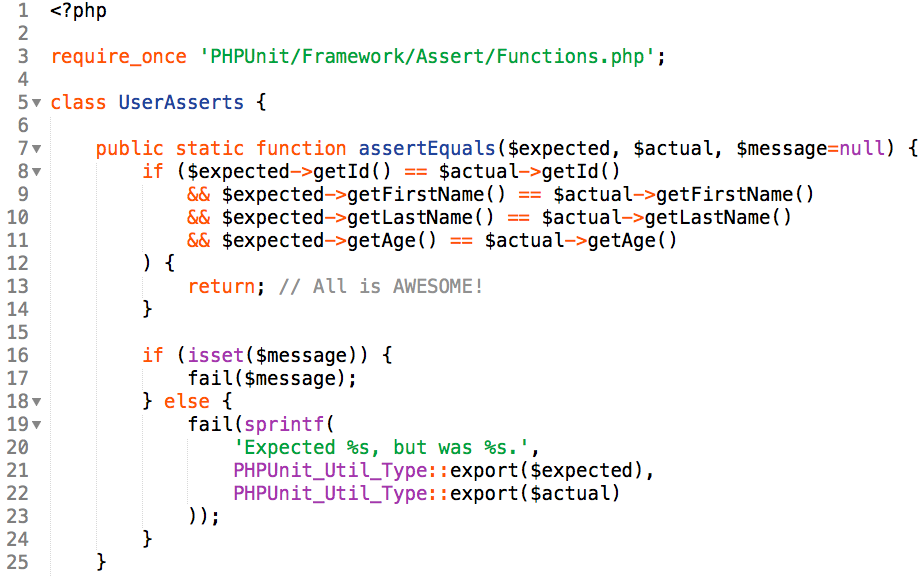 1 <?php
2
3 require_once 'PHPUnit/Framework/Assert/Functions.php';
4
5 class UserAsserts {
6
7     public static function assertEquals($expected, $actual, $message=null) {
8         if ($expected->getId() == $actual->getId()
9             && $expected->getFirstName() == $actual->getFirstName()
10             && $expected->getLastName() == $actual->getLastName()
11             && $expected->getAge() == $actual->getAge()
12         ) {
13             return; // All is AWESOME!
14         }
15
16         if (isset($message)) {
17             fail($message);
18         } else {
19             fail(sprintf(
20                 'Expected %s, but was %s.',
21                 PHPUnit_Util_Type::export($expected),
22                 PHPUnit_Util_Type::export($actual)
23             ));
24         }
25     }